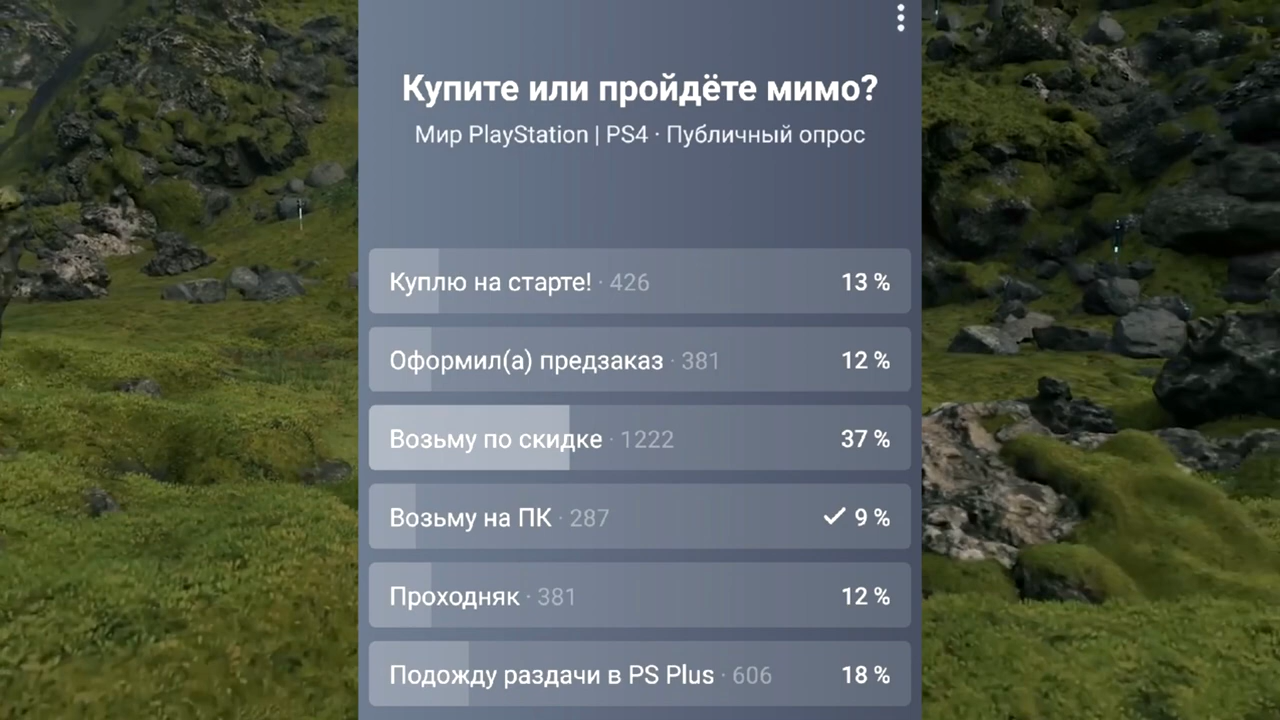 Купите или пройдёте мимо?
Мир PlayStation | PS4 · Публичный опрос
Куплю на старте! · 426 13 %
Оформил(а) предзаказ · 381 12 %
Возьму по скидке · 1222 37 %
Возьму на ПК · 287 9 %
Проходняк · 381 12 %
Подожду раздачи в PS Plus · 606 18 %